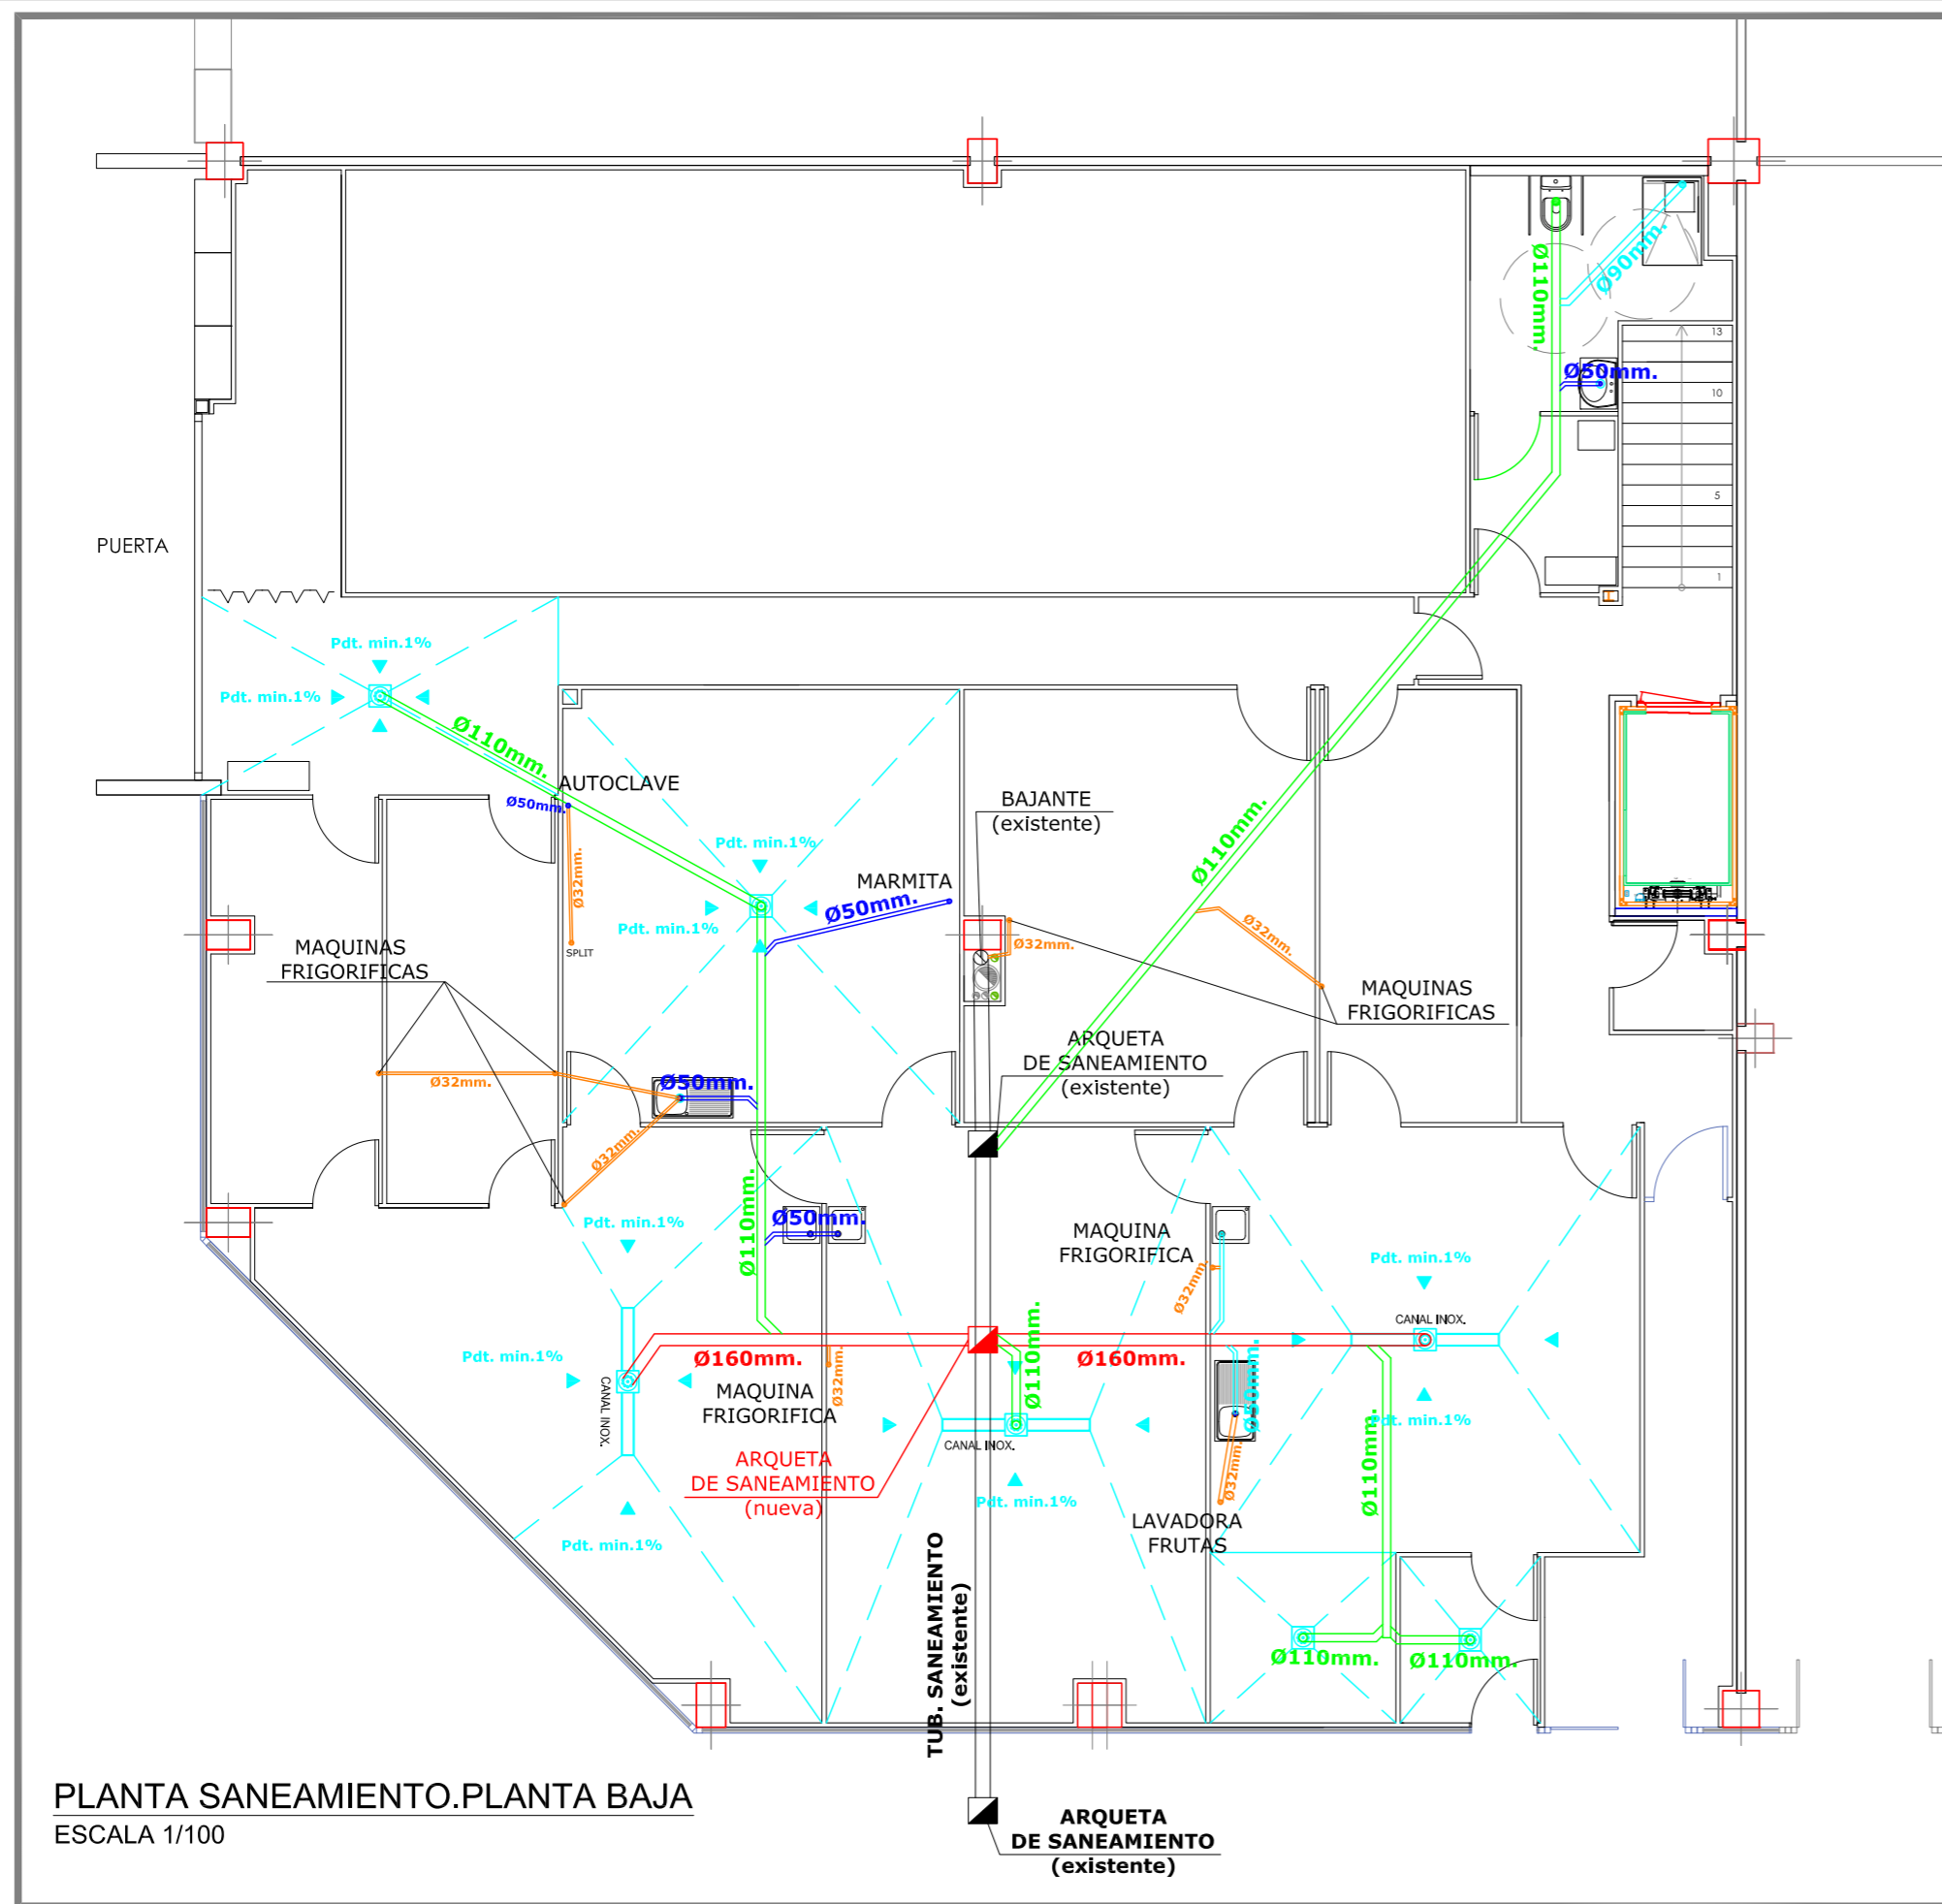 Ø110mm.
Ø90mm.
Ø50mm.
13
10
5
1
PUERTA
Pdt. min.1%
Pdt. min.1%
Ø110mm.
AUTOCLAVE
Ø50mm.
Ø32mm.
SPLIT
Pdt. min.1%
Pdt. min.1%
MARMITA
Ø50mm.
BAJANTE
(existente)
Ø110mm.
Ø32mm.
Ø32mm.
MAQUINAS
FRIGORIFICAS
MAQUINAS
FRIGORIFICAS
ARQUETA
DE SANEAMIENTO
(existente)
Ø32mm.
Ø50mm.
Ø32mm.
Ø110mm.
Ø50mm.
Pdt. min.1%
MAQUINA
FRIGORIFICA
Ø32mm.
Pdt. min.1%
CANAL INOX.
Pdt. min.1%
CANAL INOX.
Ø160mm.
MAQUINA
FRIGORIFICA
Ø32mm.
Ø110mm.
Ø160mm.
Ø50mm.
Pdt. min.1%
CANAL INOX.
ARQUETA
DE SANEAMIENTO
(nueva)
Pdt. min.1%
Ø32mm.
Ø110mm.
LAVADORA
FRUTAS
Pdt. min.1%
TUB. SANEAMIENTO
(existente)
Ø110mm.
Ø110mm.
PLANTA SANEAMIENTO.PLANTA BAJA
ESCALA 1/100
ARQUETA
DE SANEAMIENTO
(existente)